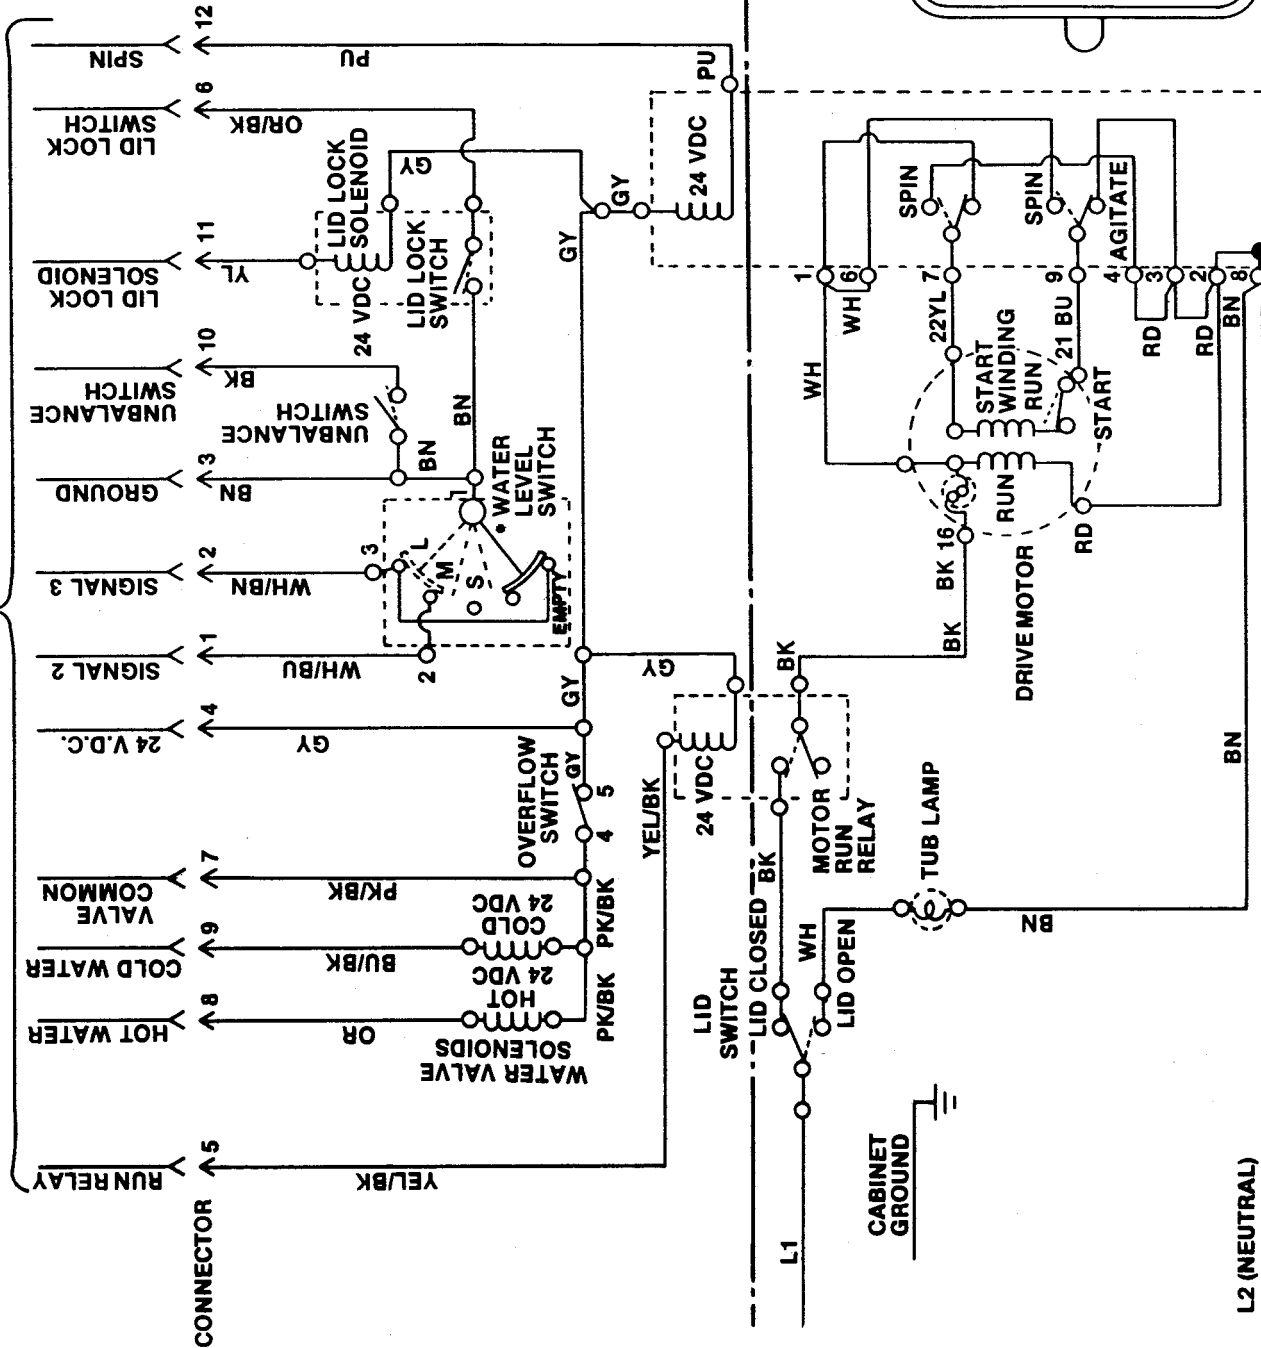 SPIN
12
PU
PU
LID LOCK
SWITCH
6
OR/BK
LID LOCK
SOLENOID
GY
GY
24 VDC
LID LOCK
SOLENOID
11
YL
24 VDC
LID LOCK
SWITCH
GY
UNBALANCE
SWITCH
10
BK
UNBALANCE
SWITCH
BN
BN
GROUND
3
BN
WATER
LEVEL
SWITCH
*
SIGNAL 3
2
WH/BN
3
L
M
S
EMPTY
SIGNAL 2
1
WH/BU
2
GY
GY
24 V.D.C.
4
GY
OVERFLOW
SWITCH
GY
5
4
YEL/BK
24 VDC
VALVE
COMMON
7
PK/BK
PK/BK
COLD WATER
9
BU/BK
COLD
24 VDC
HOT WATER
8
OR
HOT
24 VDC
PK/BK
WATER VALVE
SOLENOIDS
RUN RELAY
5
YEL/BK
CONNECTOR
SPIN
SPIN
AGITATE
1
6
7
9
4
3
2
8
WH
WH
22YL
21 BU
RD
RD
BN
START
WINDING
RUN
START
RUN
RD
BK 16
BK
DRIVE MOTOR
BK
MOTOR
RUN
RELAY
BK
TUB LAMP
BN
BN
LID
SWITCH
LID CLOSED
WH
LID OPEN
L1
CABINET
GROUND
L2 (NEUTRAL)